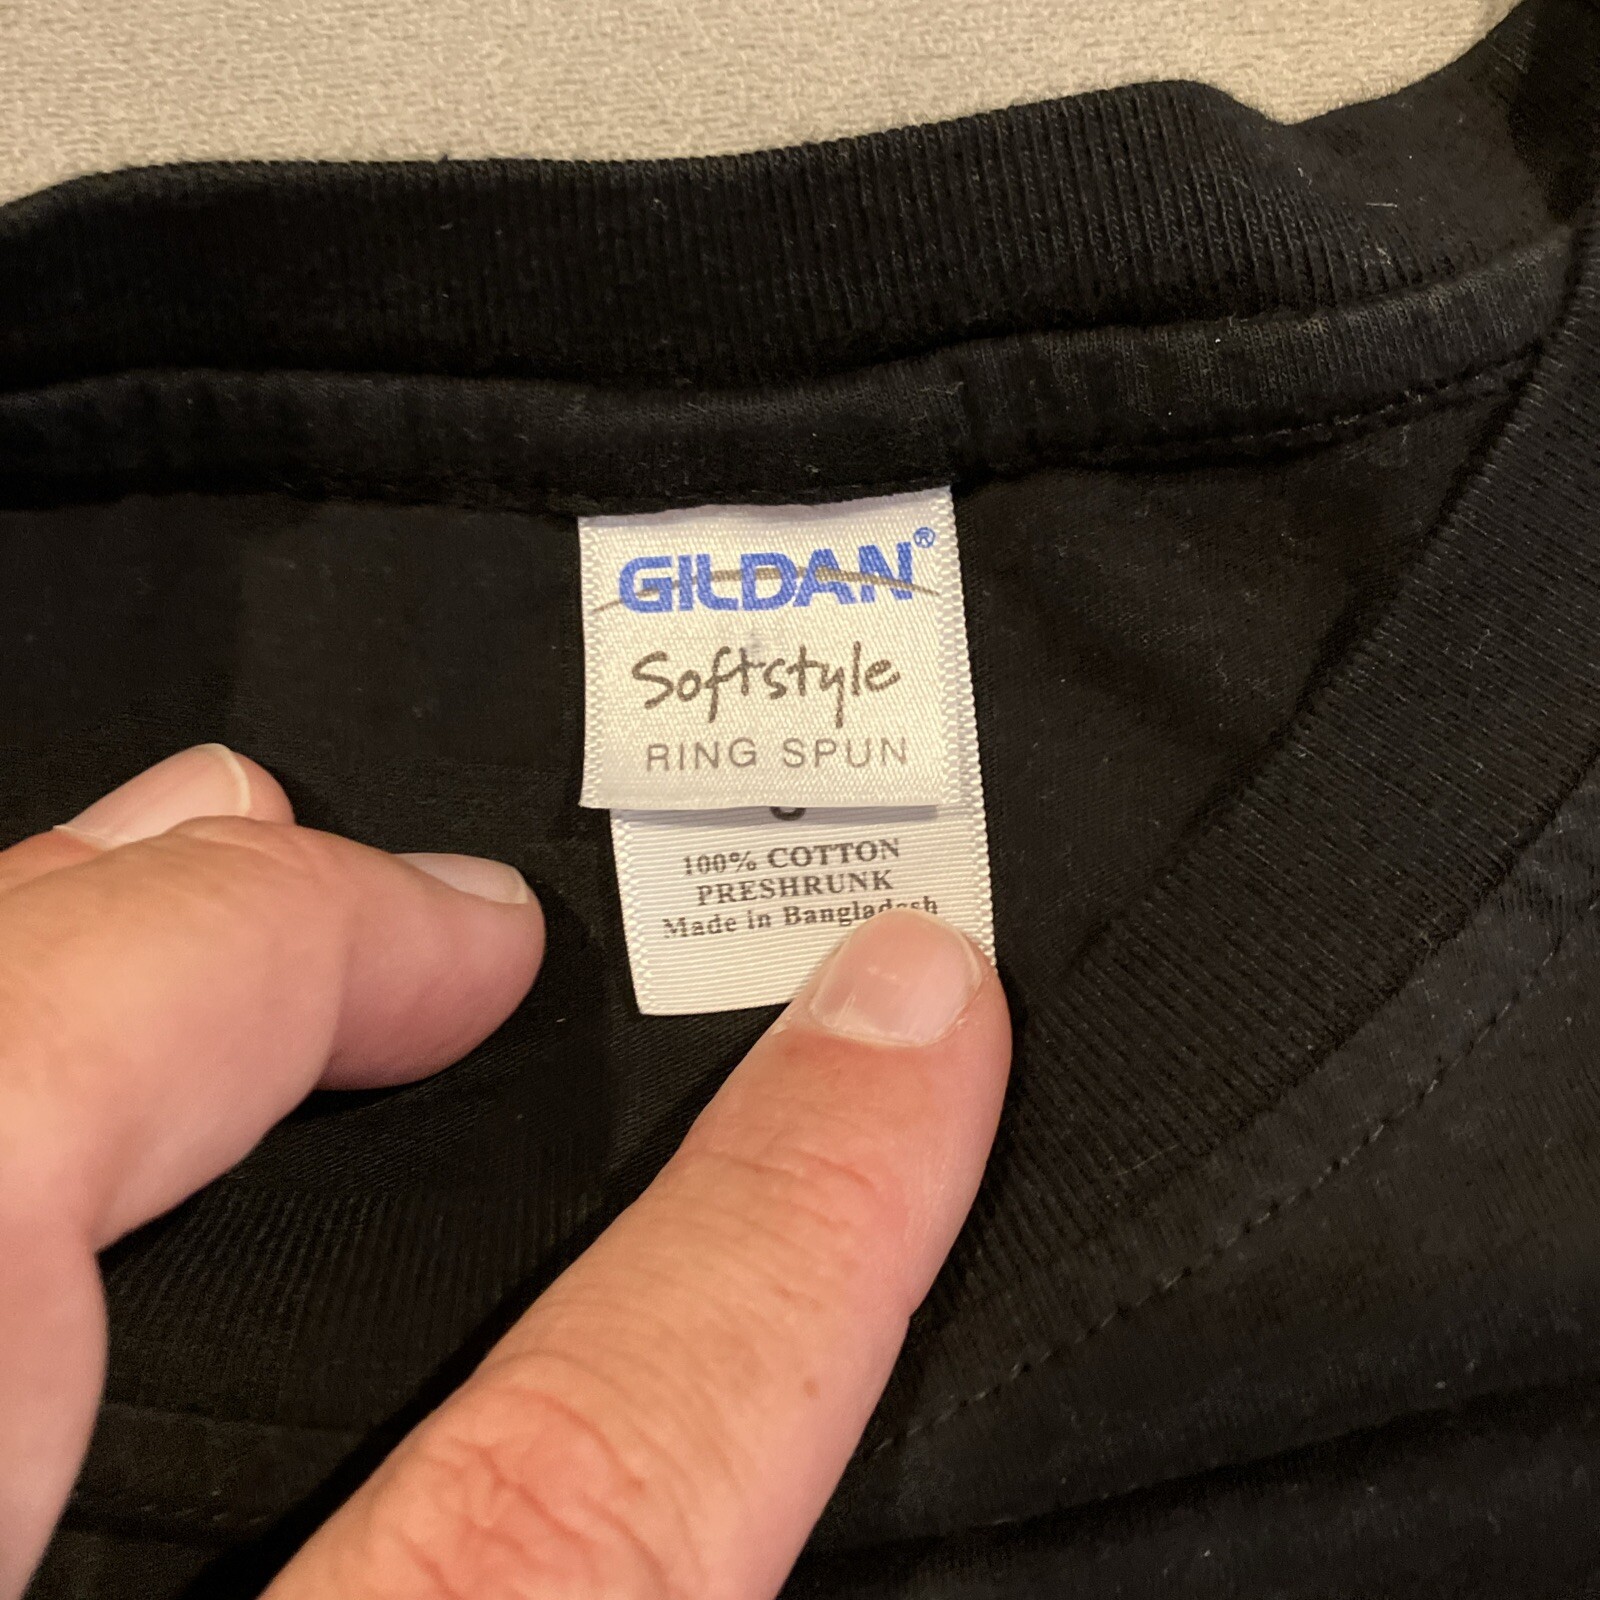 GILDAN®
Softstyle
RING SPUN
100% COTTON
PRESHRUNK
Made in Bangladesh